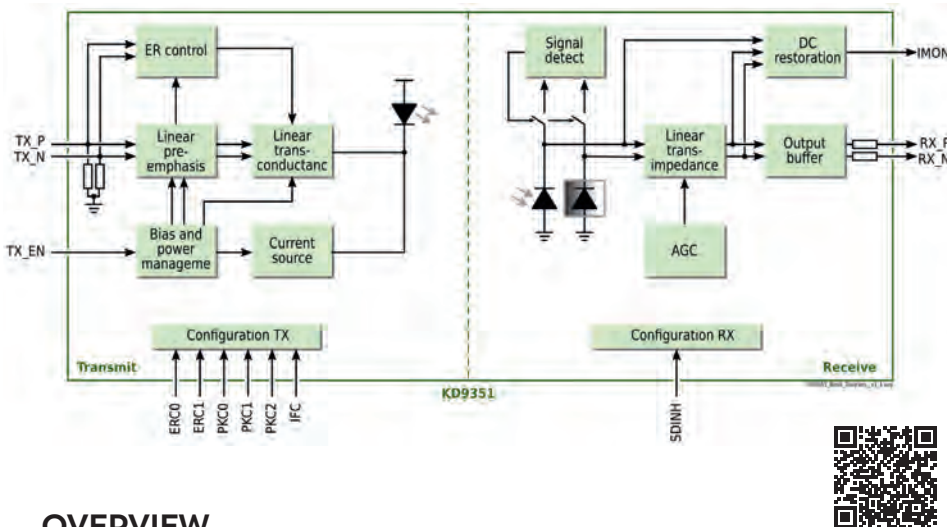 ER control
Signal
detect
DC
restoration
IMON
TX_P
TX_N
Linear
pre-
emphasis
Linear
trans-
conductanc
Linear
trans-
impedance
Output
buffer
RX_P
RX_N
TX_EN
Bias and
power
manageme
Current
source
AGC
Configuration TX
Configuration RX
Transmit
Receive
KD9351
ERC0
ERC1
PKC0
PKC1
PKC2
IFC
SDINH
OVERVIEW